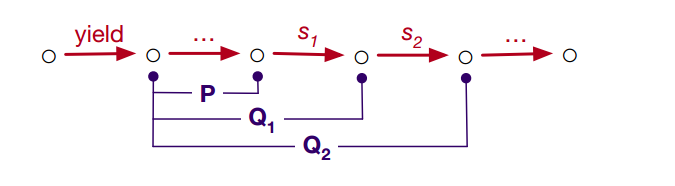 yield ... s₁ s₂ ...
P
Q₁
Q₂